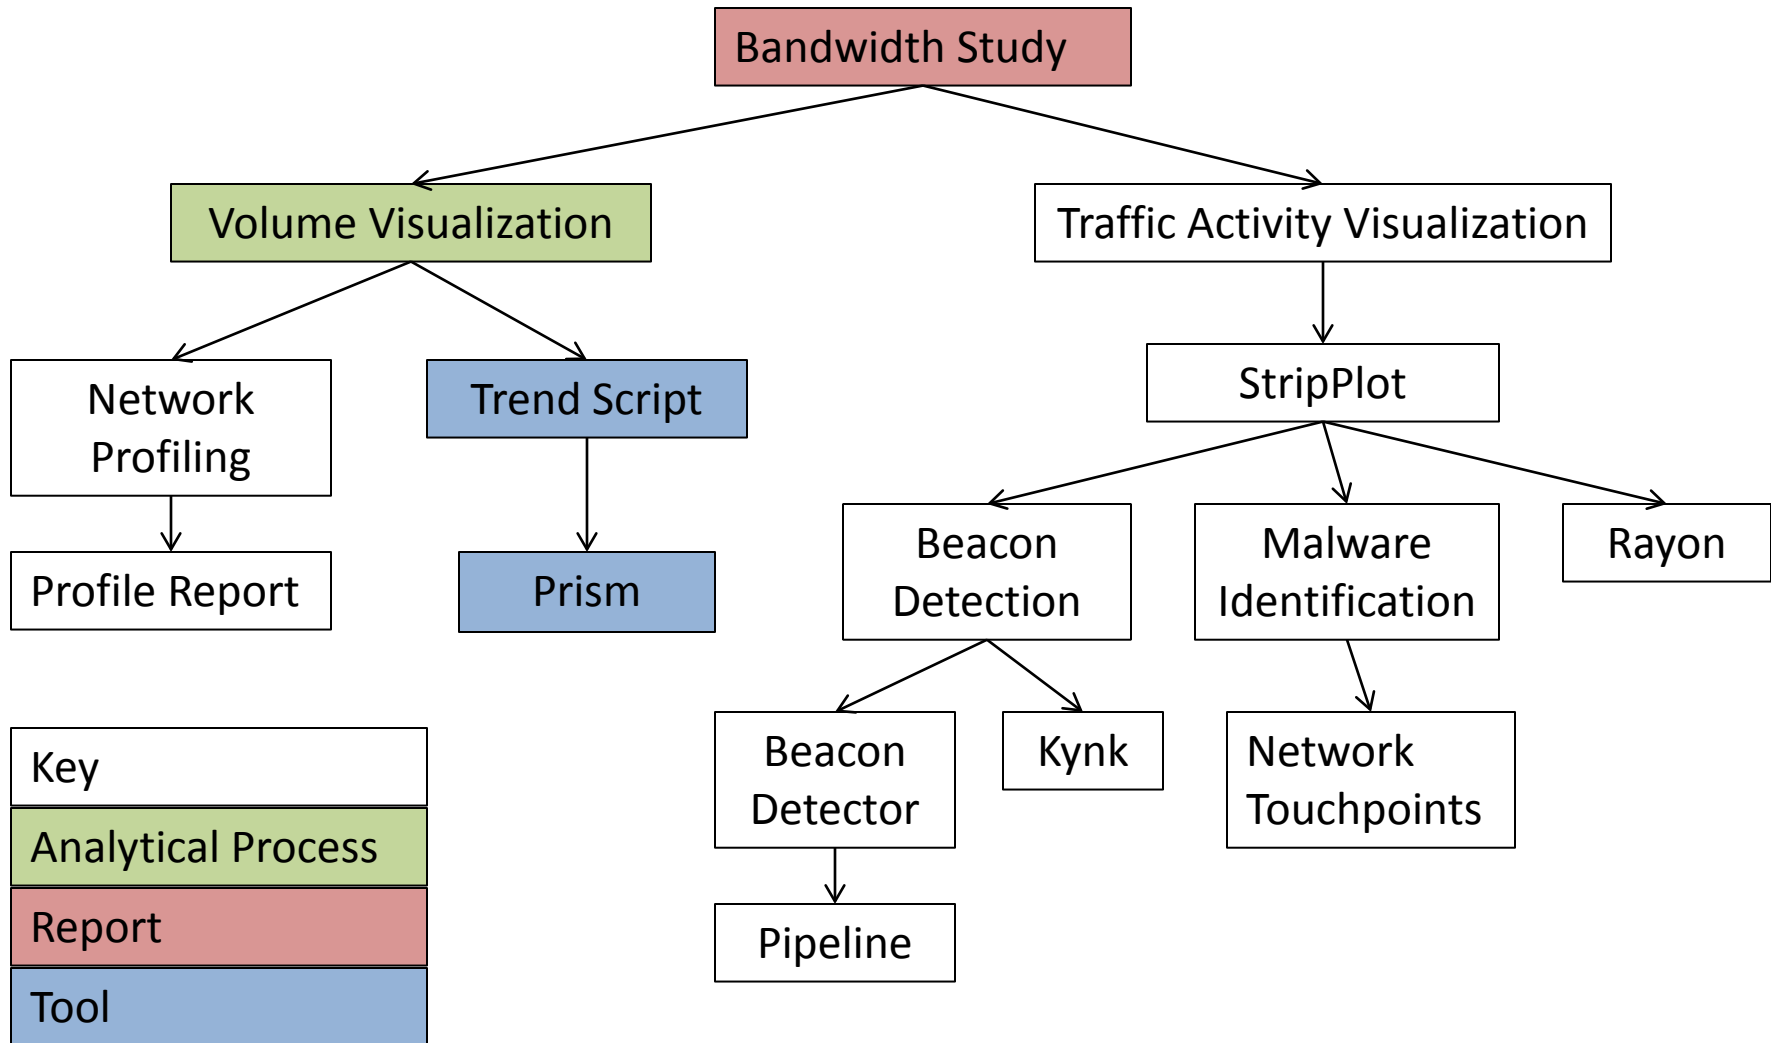 Bandwidth Study
Volume Visualization
Traffic Activity Visualization
Network
Profiling
Trend Script
StripPlot
Profile Report
Prism
Beacon
Detection
Malware
Identification
Rayon
Beacon
Detector
Kynk
Network
Touchpoints
Pipeline
Key
Analytical Process
Report
Tool